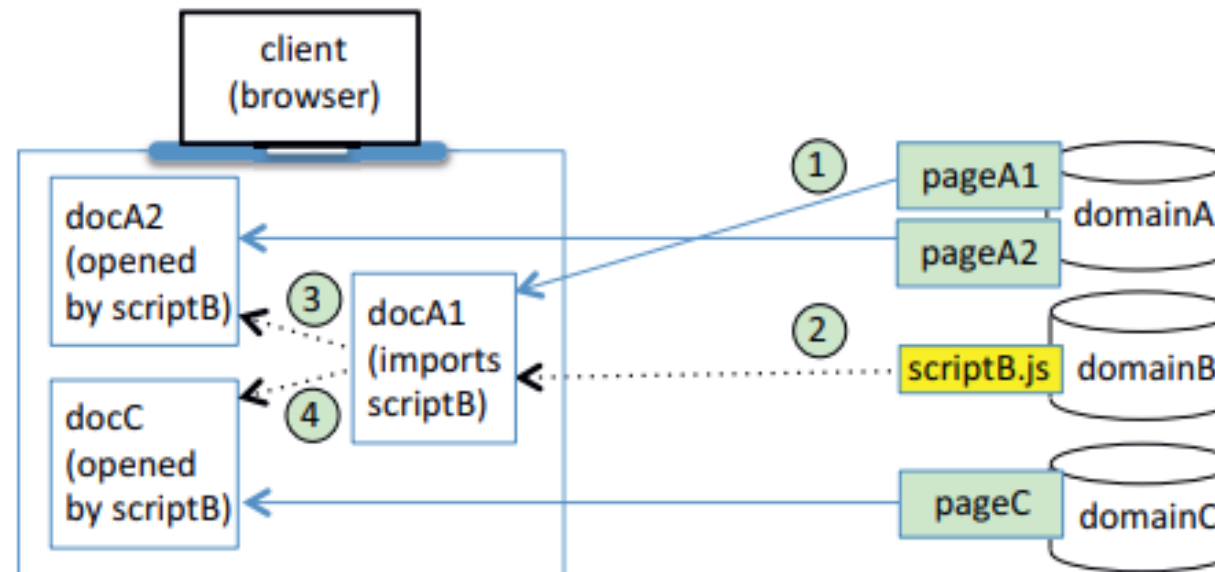 client
(browser)
1
pageA1
domainA
docA2
(opened
by scriptB)
pageA2
3
docA1
(imports
scriptB)
2
scriptB.js
domainB
4
docC
(opened
by scriptB)
pageC
domainC